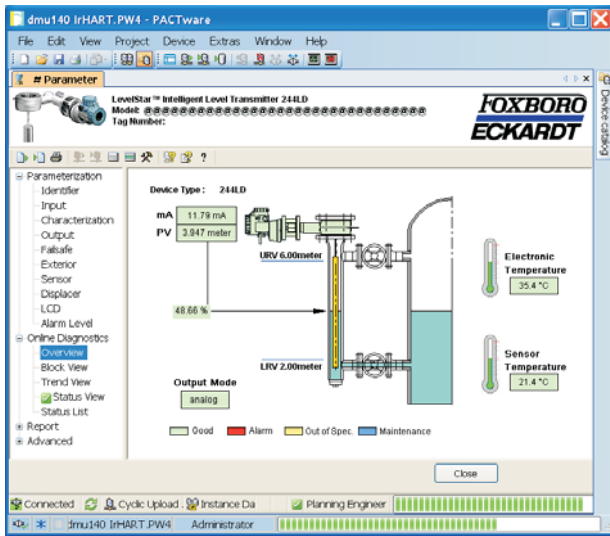 dmu140 IrHART.PW4 - PACTware
File Edit View Project Device Extras Window Help
# Parameter
LevelStar™ Intelligent Level Transmitter 244LD
Model: @@@@@@@@@@@@@@@@@@@@@@@@@@@@@@@@
Tag Number:
FOXBORO
ECKARDT
Device catalog
Parameterization
Identifier
Input
Characterization
Output
Failsafe
Exterior
Sensor
Displacer
LCD
Alarm Level
Online Diagnostics
Overview
Block View
Trend View
Status View
Status List
Report
Advanced
Device Type : 244LD
mA 11.79 mA
PV 3.947 meter
URV 6.00meter
48.66 %
LRV 2.00meter
Output Mode
analog
Electronic
Temperature
35.4 °C
Sensor
Temperature
21.4 °C
Good Alarm Out of Spec. Maintenance
Close
Connected Cyclic Upload . Instance Da Planning Engineer
dmu140 IrHART.PW4 Administrator